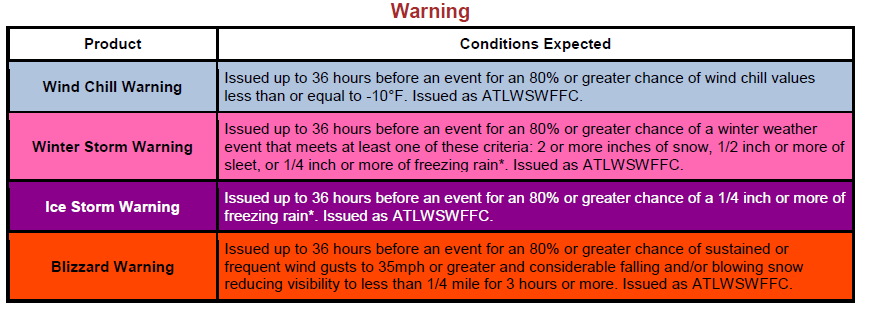 Warning
Product
Conditions Expected
Wind Chill Warning
Issued up to 36 hours before an event for an 80% or greater chance of wind chill values
less than or equal to -10°F. Issued as ATLWSWFFC.
Winter Storm Warning
Issued up to 36 hours before an event for an 80% or greater chance of a winter weather
event that meets at least one of these criteria: 2 or more inches of snow, 1/2 inch or more of
sleet, or 1/4 inch or more of freezing rain*. Issued as ATLWSWFFC.
Ice Storm Warning
Issued up to 36 hours before an event for an 80% or greater chance of a 1/4 inch or more of
freezing rain*. Issued as ATLWSWFFC.
Blizzard Warning
Issued up to 36 hours before an event for an 80% or greater chance of sustained or
frequent wind gusts to 35mph or greater and considerable falling and/or blowing snow
reducing visibility to less than 1/4 mile for 3 hours or more. Issued as ATLWSWFFC.